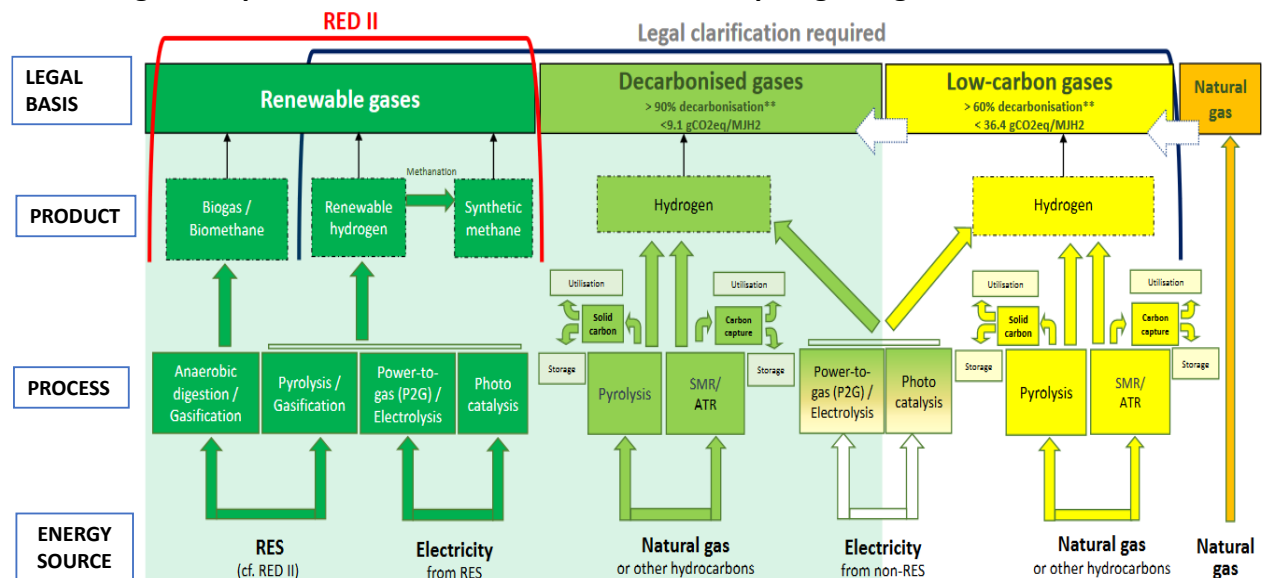 RED II
Legal clarification required
LEGAL
BASIS
Renewable gases
Decarbonised gases
> 90% decarbonisation**
<9.1 gCO2eq/MJH2
Low-carbon gases
> 60% decarbonisation**
< 36.4 gCO2eq/MJH2
Natural
gas
PRODUCT
Biogas /
Biomethane
Renewable
hydrogen
Methanation
Synthetic
methane
Hydrogen
Hydrogen
Utilisation
Solid
carbon
Storage
Utilisation
Carbon
capture
Storage
Utilisation
Solid
carbon
Storage
Utilisation
Carbon
capture
Storage
PROCESS
Anaerobic
digestion /
Gasification
Pyrolysis /
Gasification
Power-to-
gas (P2G) /
Electrolysis
Photo
catalysis
Pyrolysis
SMR/
ATR
Power-to-
gas (P2G) /
Electrolysis
Photo
catalysis
Pyrolysis
SMR/
ATR
ENERGY
SOURCE
RES
(cf. RED II)
Electricity
from RES
Natural gas
or other hydrocarbons
Electricity
from non-RES
Natural gas
or other hydrocarbons
Natural
gas